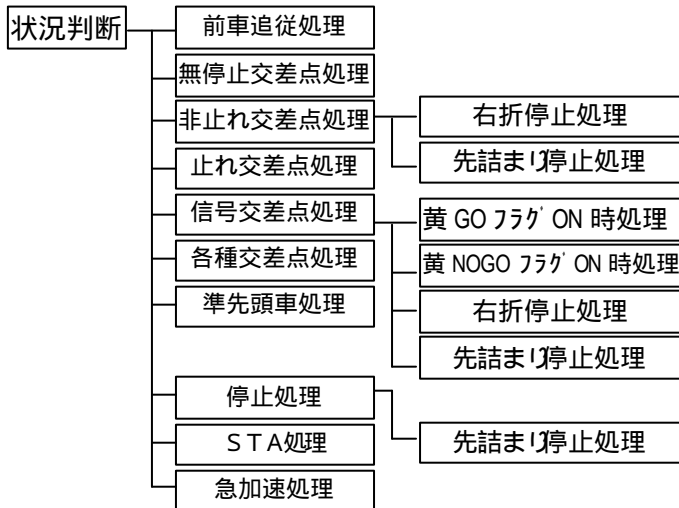 状況判断
前車追従処理
無停止交差点処理
非止れ交差点処理
右折停止処理
先詰まり停止処理
止れ交差点処理
信号交差点処理
黄 GO フラグ ON 時処理
黄 NOGO フラグ ON 時処理
右折停止処理
先詰まり停止処理
各種交差点処理
準先頭車処理
停止処理
先詰まり停止処理
STA処理
急加速処理